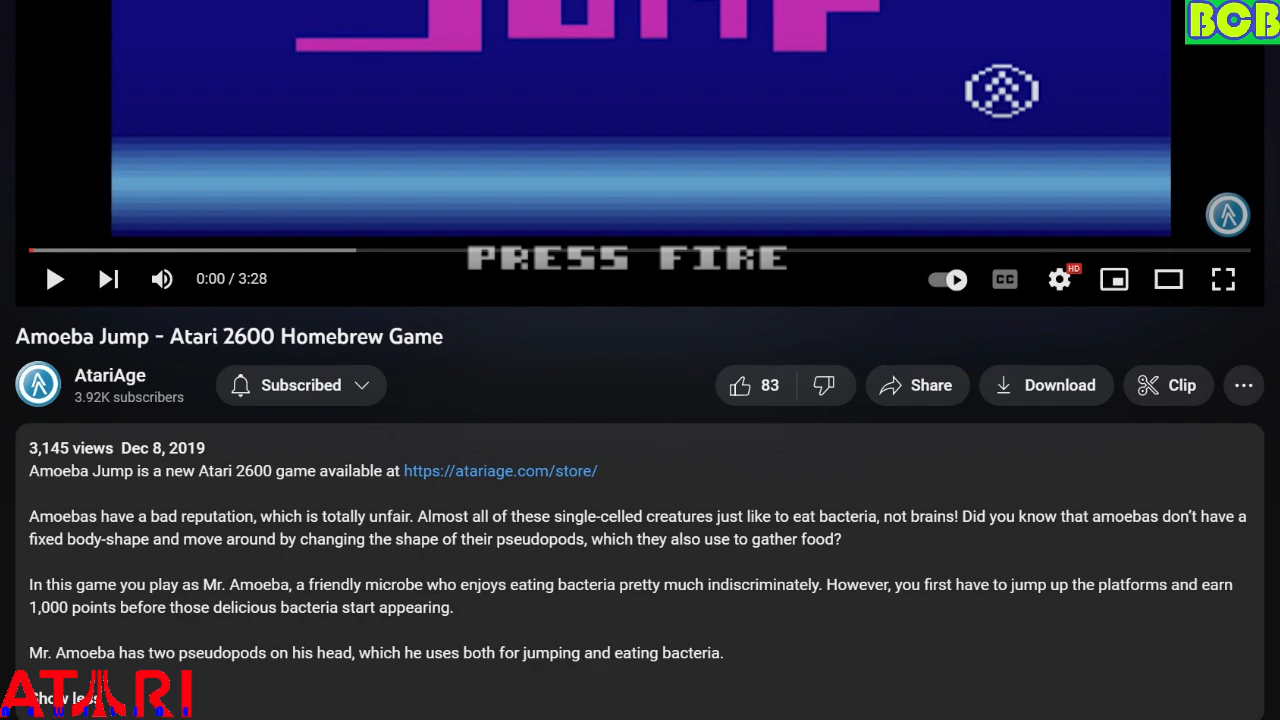 JUMP
BCB
PRESS FIRE
0:00 / 3:28
CC
HD
Amoeba Jump - Atari 2600 Homebrew Game
AtariAge
3.92K subscribers
Subscribed
83
Share
Download
Clip
3,145 views Dec 8, 2019
Amoeba Jump is a new Atari 2600 game available at https://atariage.com/store/
Amoebas have a bad reputation, which is totally unfair. Almost all of these single-celled creatures just like to eat bacteria, not brains! Did you know that amoebas don't have a
fixed body-shape and move around by changing the shape of their pseudopods, which they also use to gather food?
In this game you play as Mr. Amoeba, a friendly microbe who enjoys eating bacteria pretty much indiscriminately. However, you first have to jump up the platforms and earn
1,000 points before those delicious bacteria start appearing.
Mr. Amoeba has two pseudopods on his head, which he uses both for jumping and eating bacteria.
Show less
ATARI